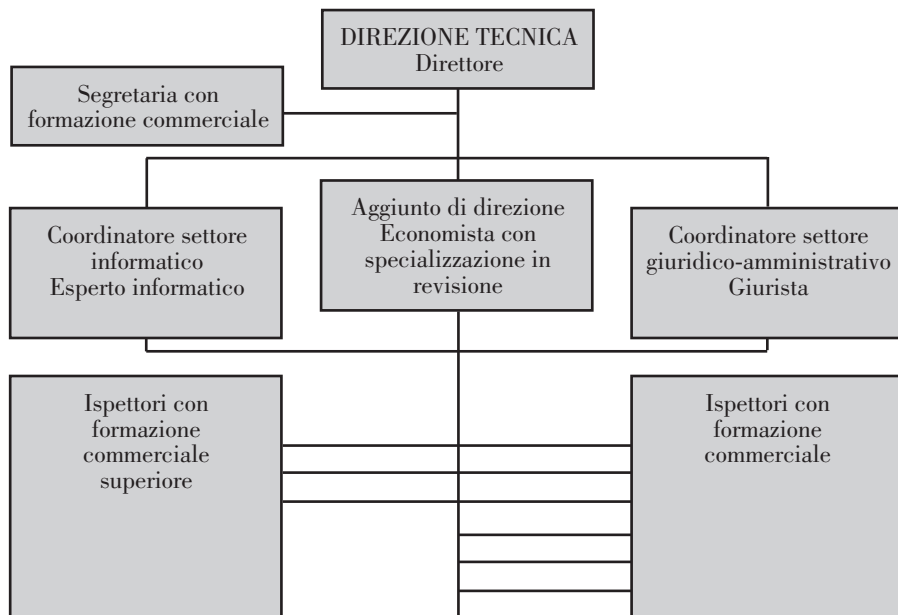 DIREZIONE TECNICA
Direttore
Segretaria con
formazione commerciale
Coordinatore settore
informatico
Esperto informatico
Aggiunto di direzione
Economista con
specializzazione in
revisione
Coordinatore settore
giuridico-amministrativo
Giurista
Ispettori con
formazione
commerciale
superiore
Ispettori con
formazione
commerciale